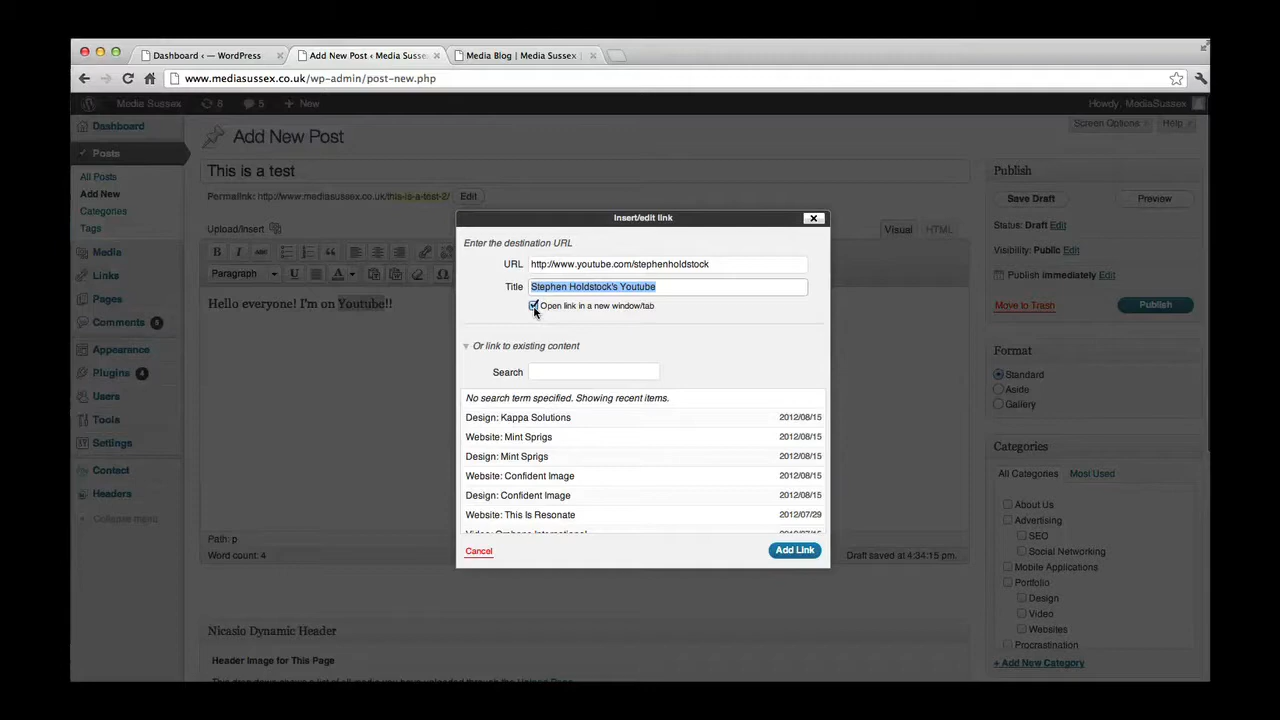 Dashboard ‹ — WordPress
Add New Post ‹ Media Susse
Media Blog | Media Sussex
www.mediasussex.co.uk/wp-admin/post-new.php
Media Sussex 8 5 + New Howdy, MediaSussex
Dashboard
Posts
All Posts
Add New
Categories
Tags
Media
Links
Pages
Comments
Appearance
Plugins 4
Users
Tools
Settings
Contact
Headers
Collapse menu
Add New Post
Screen Options Help
This is a test
Permalink: http://www.mediasussex.co.uk/this-is-a-test-2/ Edit
Upload/Insert
Visual HTML
Paragraph
Hello everyone! I'm on Youtube!!
Path: p
Word count: 4 Draft saved at 4:34:15 pm.
Nicasio Dynamic Header
Header Image for This Page
Insert/edit link
Enter the destination URL
URL http://www.youtube.com/stephenholdstock
Title Stephen Holdstock's Youtube
Open link in a new window/tab
Or link to existing content
Search
No search term specified. Showing recent items.
Design: Kappa Solutions 2012/08/15
Website: Mint Sprigs 2012/08/15
Design: Mint Sprigs 2012/08/15
Website: Confident Image 2012/08/15
Design: Confident Image 2012/08/15
Website: This Is Resonate 2012/07/29
Cancel Add Link
Publish
Save Draft Preview
Status: Draft Edit
Visibility: Public Edit
Publish immediately Edit
Move to Trash Publish
Format
Standard
Aside
Gallery
Categories
All Categories Most Used
About Us
Advertising
SEO
Social Networking
Mobile Applications
Portfolio
Design
Video
Websites
Procrastination
+ Add New Category